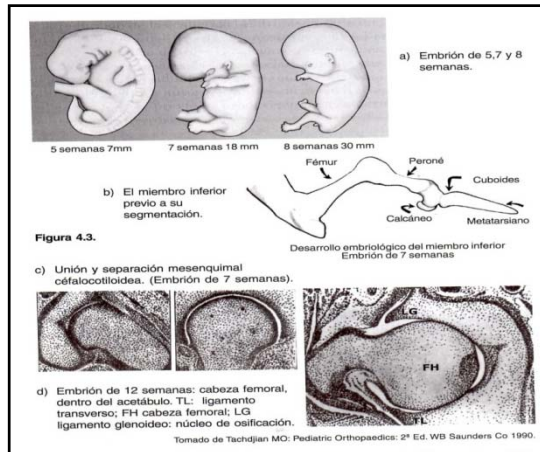 a) Embrión de 5,7 y 8
semanas.
5 semanas 7mm
7 semanas 18 mm
8 semanas 30 mm
Fémur
Peroné
Cuboides
b) El miembro inferior
previo a su
segmentación.
Calcáneo
Metatarsiano
Figura 4.3.
Desarrollo embriológico del miembro inferior
Embrión de 7 semanas
c) Unión y separación mesenquimal
céfalocotiloidea. (Embrión de 7 semanas).
LG
FH
TL
d) Embrión de 12 semanas: cabeza femoral,
dentro del acetábulo. TL: ligamento
transverso; FH cabeza femoral; LG
ligamento glenoideo: núcleo de osificación.
Tomado de Tachdjian MO: Pediatric Orthopaedics: 2ª Ed. WB Saunders Co 1990.